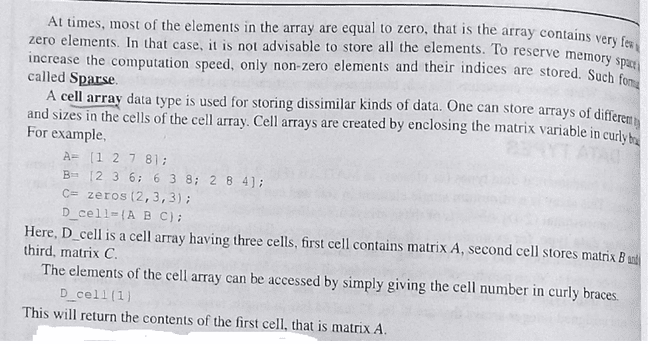 At times, most of the elements in the array are equal to zero, that is the array contains very few
zero elements. In that case, it is not advisable to store all the elements. To reserve memory space
increase the computation speed, only non-zero elements and their indices are stored. Such
called Sparse.
A cell array data type is used for storing dissimilar kinds of data. One can store arrays of different
and sizes in the cells of the cell array. Cell arrays are created by enclosing the matrix variable in curly
For example,
A= [1 2 7 8];
B= [2 3 6; 6 3 8; 2 8 4];
C= zeros(2,3,3);
D_cell={A B C};
Here, D_cell is a cell array having three cells, first cell contains matrix A, second cell stores matrix B and
third, matrix C.
The elements of the cell array can be accessed by simply giving the cell number in curly braces.
D_cell{1}
This will return the contents of the first cell, that is matrix A.